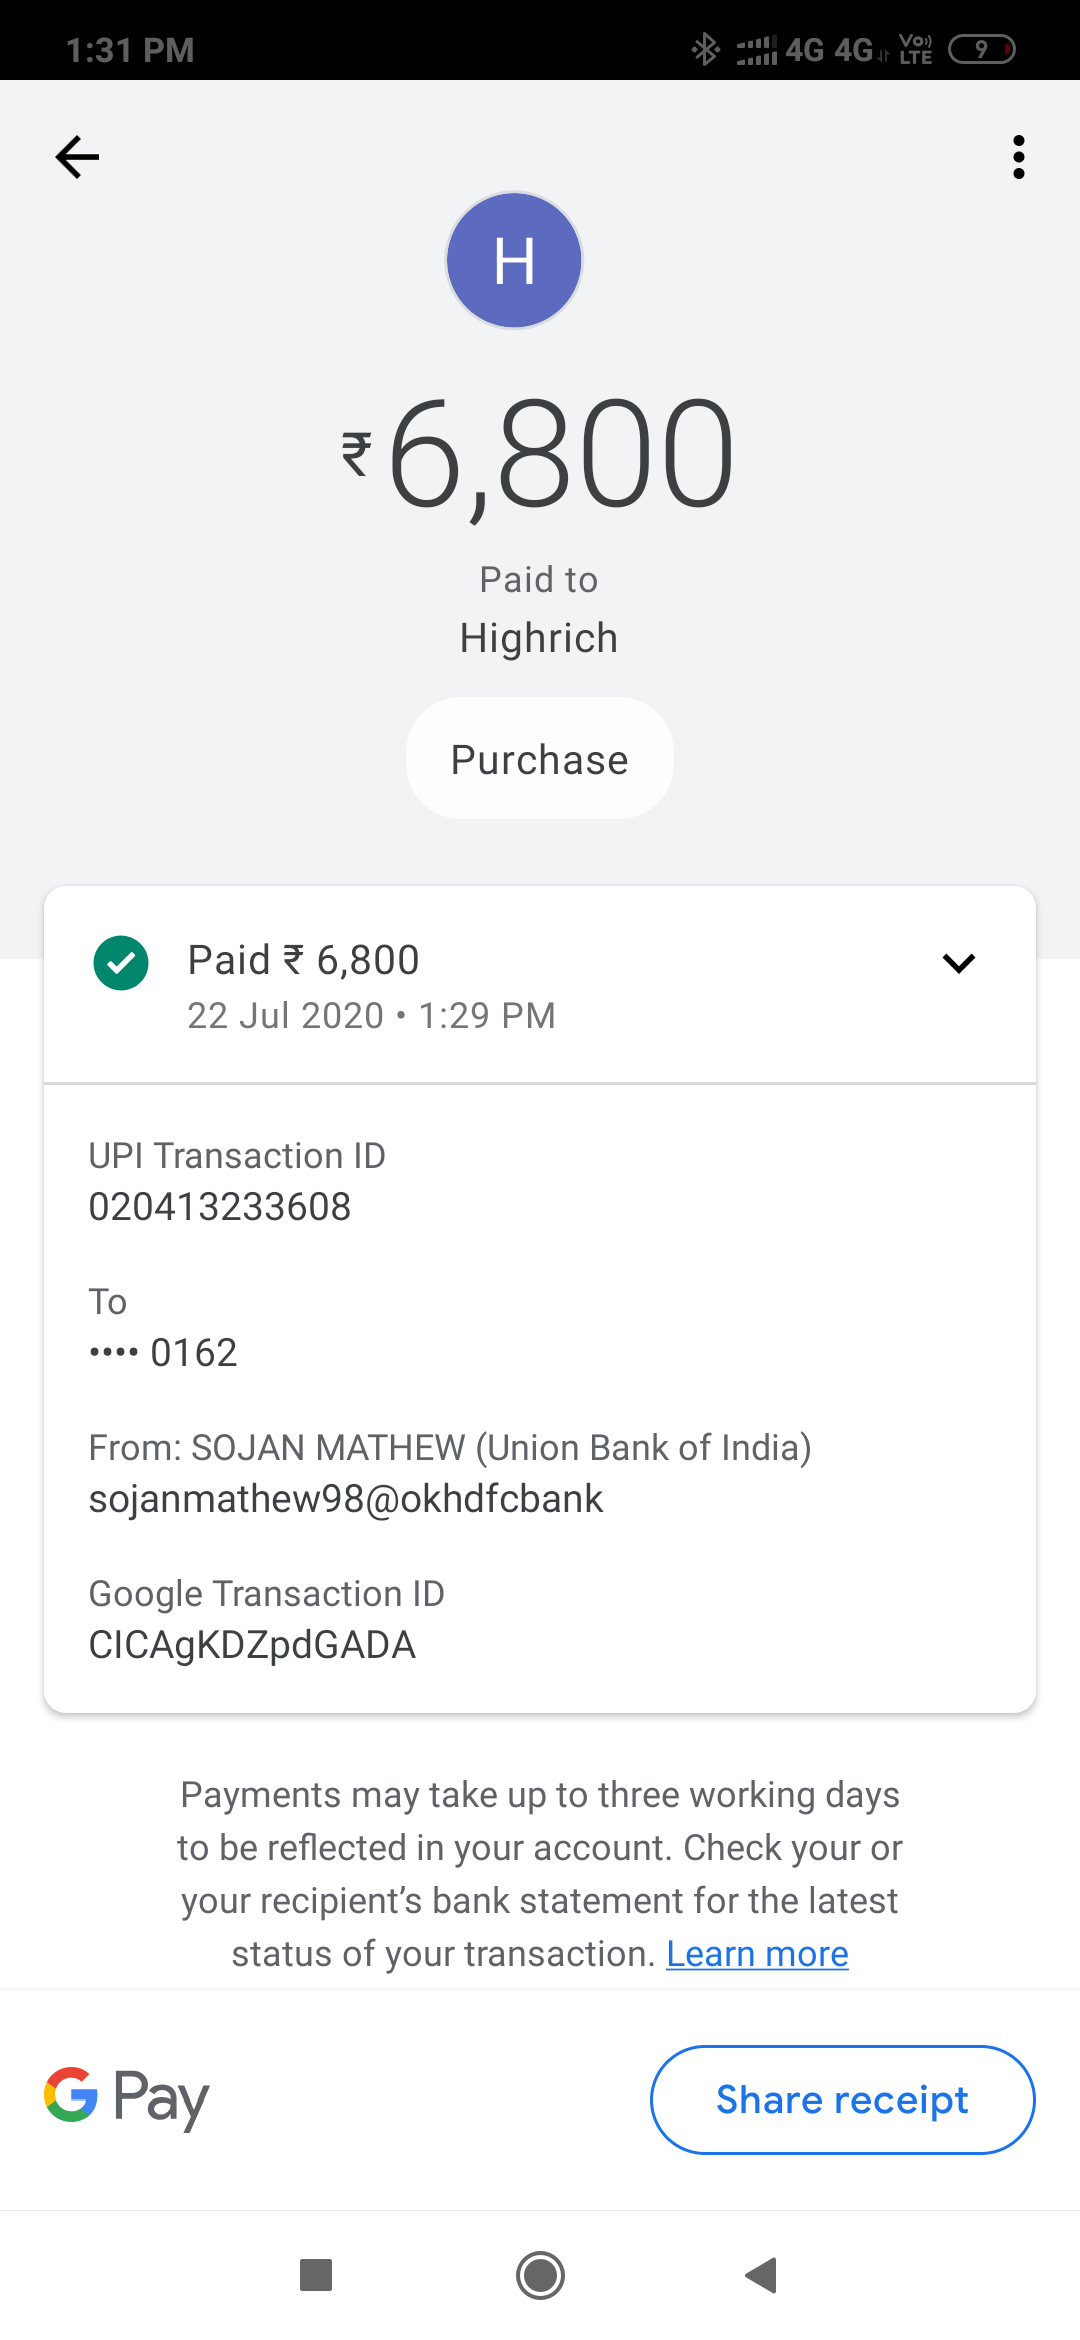 1:31 PM 4G 4G Vo)) LTE 9
H
₹6,800
Paid to
Highrich
Purchase
Paid ₹ 6,800
22 Jul 2020 • 1:29 PM
UPI Transaction ID
020413233608
To
•••• 0162
From: SOJAN MATHEW (Union Bank of India)
sojanmathew98@okhdfcbank
Google Transaction ID
CICAgKDZpdGADA
Payments may take up to three working days
to be reflected in your account. Check your or
your recipient’s bank statement for the latest
status of your transaction. Learn more
G Pay
Share receipt